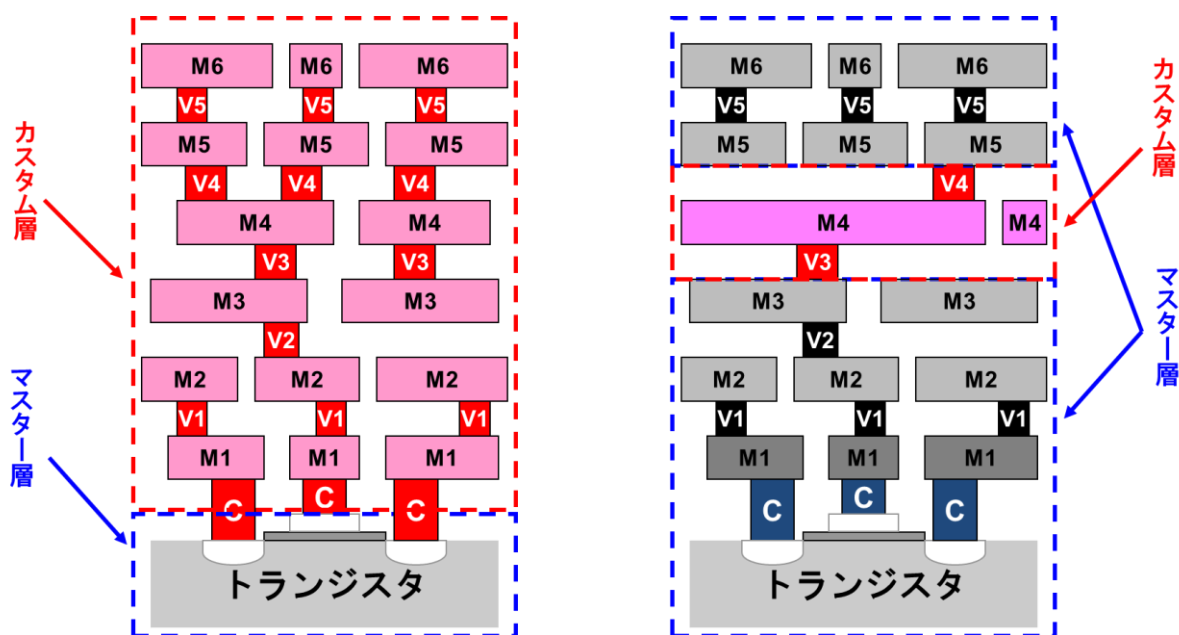 カスタム層
マスター層
M6 M6 M6
V5 V5 V5
M5 M5 M5
V4 V4 V4
M4 M4
V3 V3
M3 M3
V2
M2 M2 M2
V1 V1 V1
M1 M1 M1
C C C
トランジスタ
M6 M6 M6
V5 V5 V5
M5 M5 M5
V4
M4 M4
V3
M3 M3
V2
M2 M2 M2
V1 V1 V1
M1 M1 M1
C C C
トランジスタ
カスタム層
マスター層